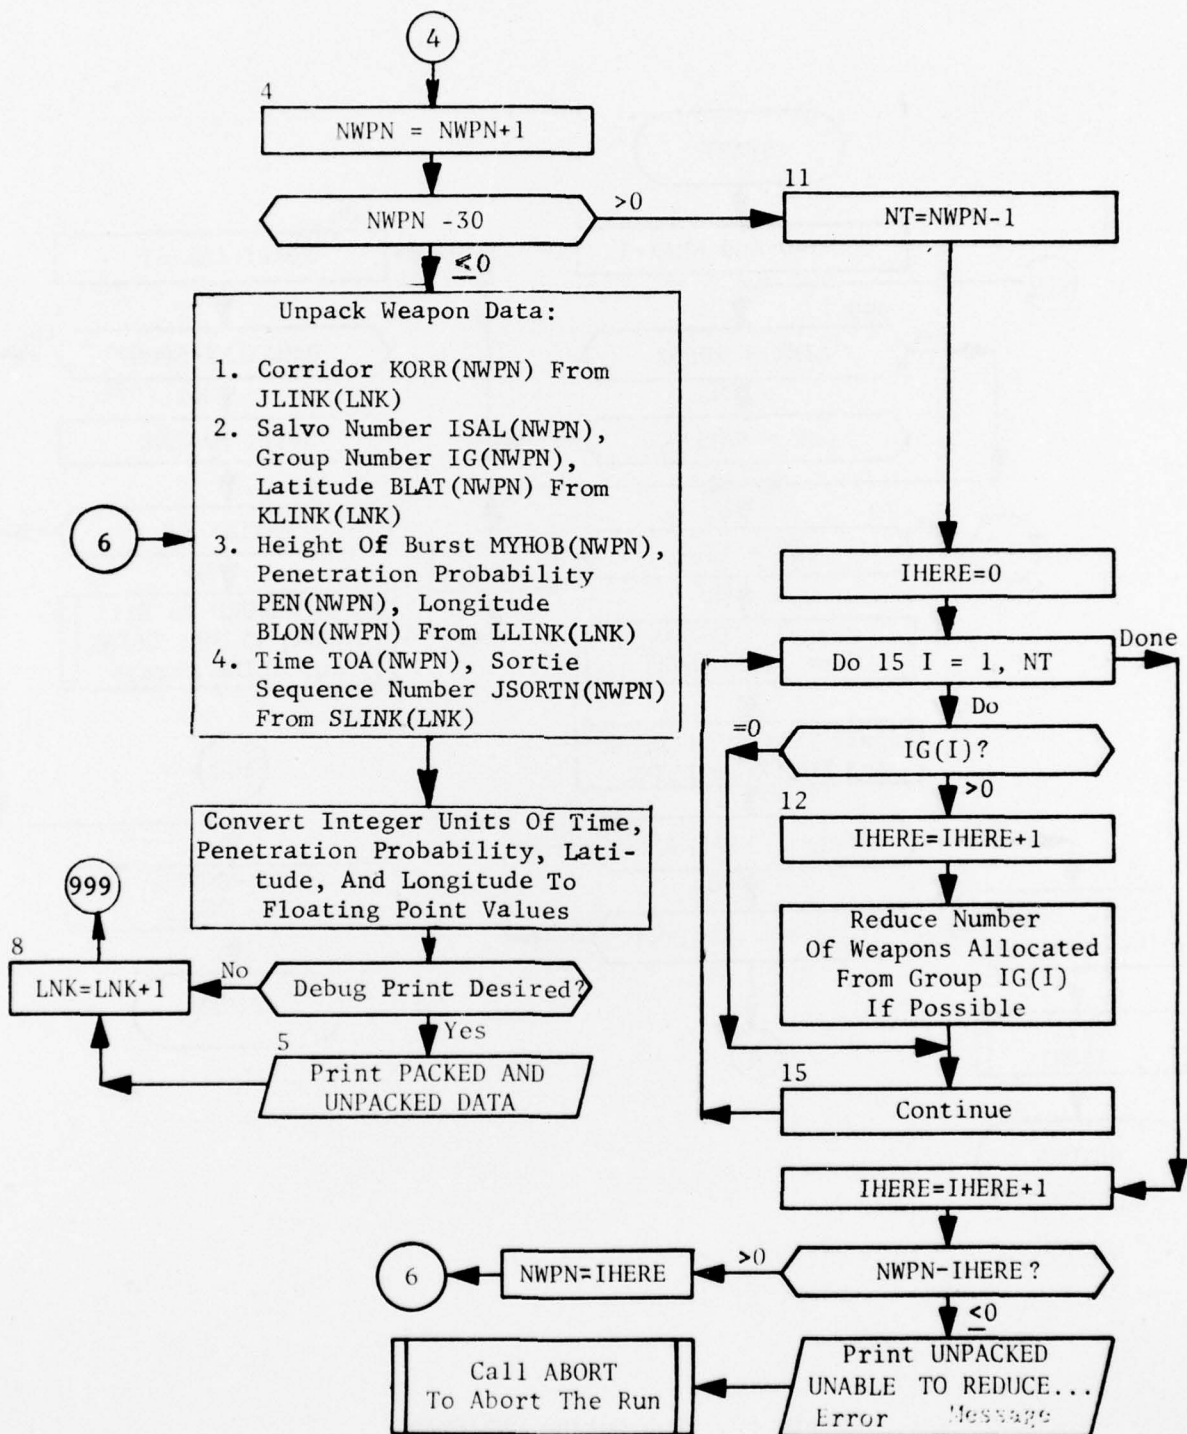 4
4
NWPN = NWPN+1
NWPN -30
>0
≤0
11
NT=NWPN-1
Unpack Weapon Data:
1. Corridor KORR(NWPN) From
JLINK(LNK)
2. Salvo Number ISAL(NWPN),
Group Number IG(NWPN),
Latitude BLAT(NWPN) From
KLINK(LNK)
3. Height Of Burst MYHOB(NWPN),
Penetration Probability
PEN(NWPN), Longitude
BLON(NWPN) From LLINK(LNK)
4. Time TOA(NWPN), Sortie
Sequence Number JSORTN(NWPN)
From SLINK(LNK)
6
Convert Integer Units Of Time,
Penetration Probability, Lati-
tude, And Longitude To
Floating Point Values
999
8
LNK=LNK+1
No
Debug Print Desired?
Yes
5
Print PACKED AND
UNPACKED DATA
IHERE=0
Do 15 I = 1, NT
Done
Do
=0
IG(I)?
>0
12
IHERE=IHERE+1
Reduce Number
Of Weapons Allocated
From Group IG(I)
If Possible
15
Continue
IHERE=IHERE+1
NWPN-IHERE?
>0
NWPN=IHERE
6
≤0
Print UNPACKED
UNABLE TO REDUCE...
Error Message
Call ABORT
To Abort The Run